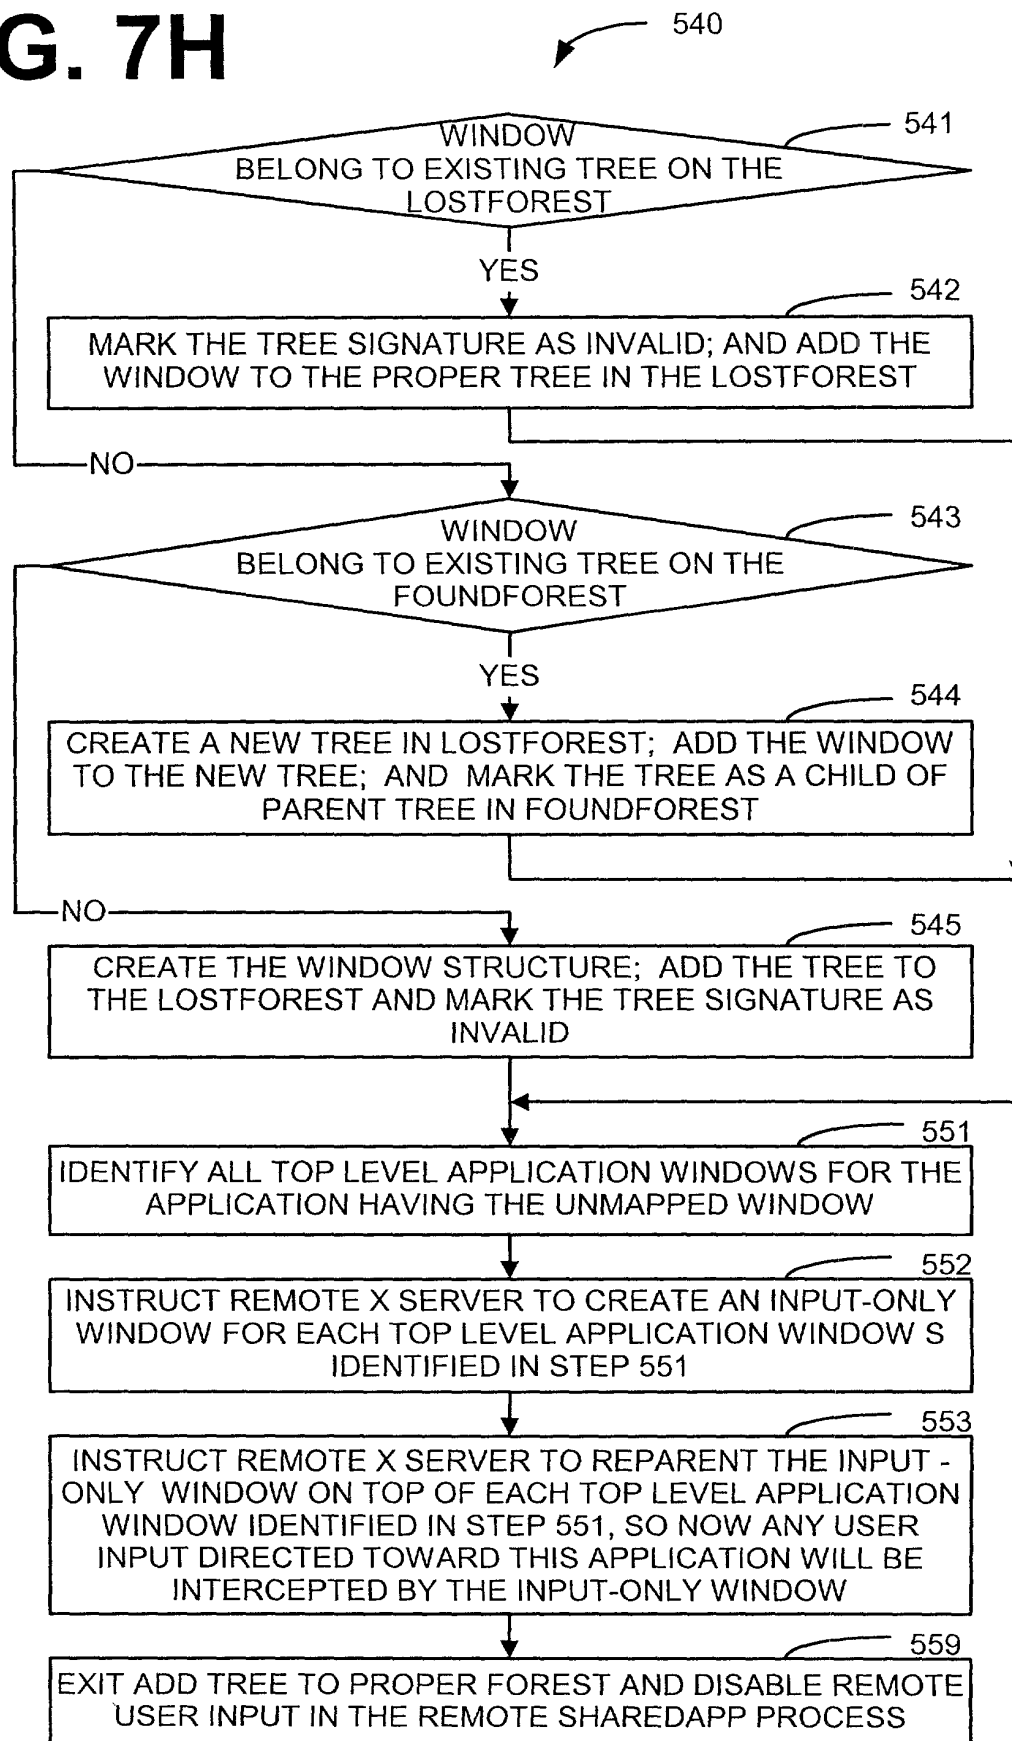 G. 7H
540
541
WINDOW
BELONG TO EXISTING TREE ON THE
LOSTFOREST
YES
542
MARK THE TREE SIGNATURE AS INVALID; AND ADD THE
WINDOW TO THE PROPER TREE IN THE LOSTFOREST
NO
543
WINDOW
BELONG TO EXISTING TREE ON THE
FOUNDFOREST
YES
544
CREATE A NEW TREE IN LOSTFOREST; ADD THE WINDOW
TO THE NEW TREE; AND MARK THE TREE AS A CHILD OF
PARENT TREE IN FOUNDFOREST
NO
545
CREATE THE WINDOW STRUCTURE; ADD THE TREE TO
THE LOSTFOREST AND MARK THE TREE SIGNATURE AS
INVALID
551
IDENTIFY ALL TOP LEVEL APPLICATION WINDOWS FOR THE
APPLICATION HAVING THE UNMAPPED WINDOW
552
INSTRUCT REMOTE X SERVER TO CREATE AN INPUT-ONLY
WINDOW FOR EACH TOP LEVEL APPLICATION WINDOW S
IDENTIFIED IN STEP 551
553
INSTRUCT REMOTE X SERVER TO REPARENT THE INPUT -
ONLY WINDOW ON TOP OF EACH TOP LEVEL APPLICATION
WINDOW IDENTIFIED IN STEP 551, SO NOW ANY USER
INPUT DIRECTED TOWARD THIS APPLICATION WILL BE
INTERCEPTED BY THE INPUT-ONLY WINDOW
559
EXIT ADD TREE TO PROPER FOREST AND DISABLE REMOTE
USER INPUT IN THE REMOTE SHAREDAPP PROCESS